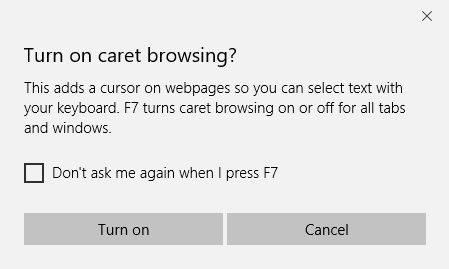 Turn on caret browsing?
This adds a cursor on webpages so you can select text with
your keyboard. F7 turns caret browsing on or off for all tabs
and windows.
Don't ask me again when I press F7
Turn on
Cancel